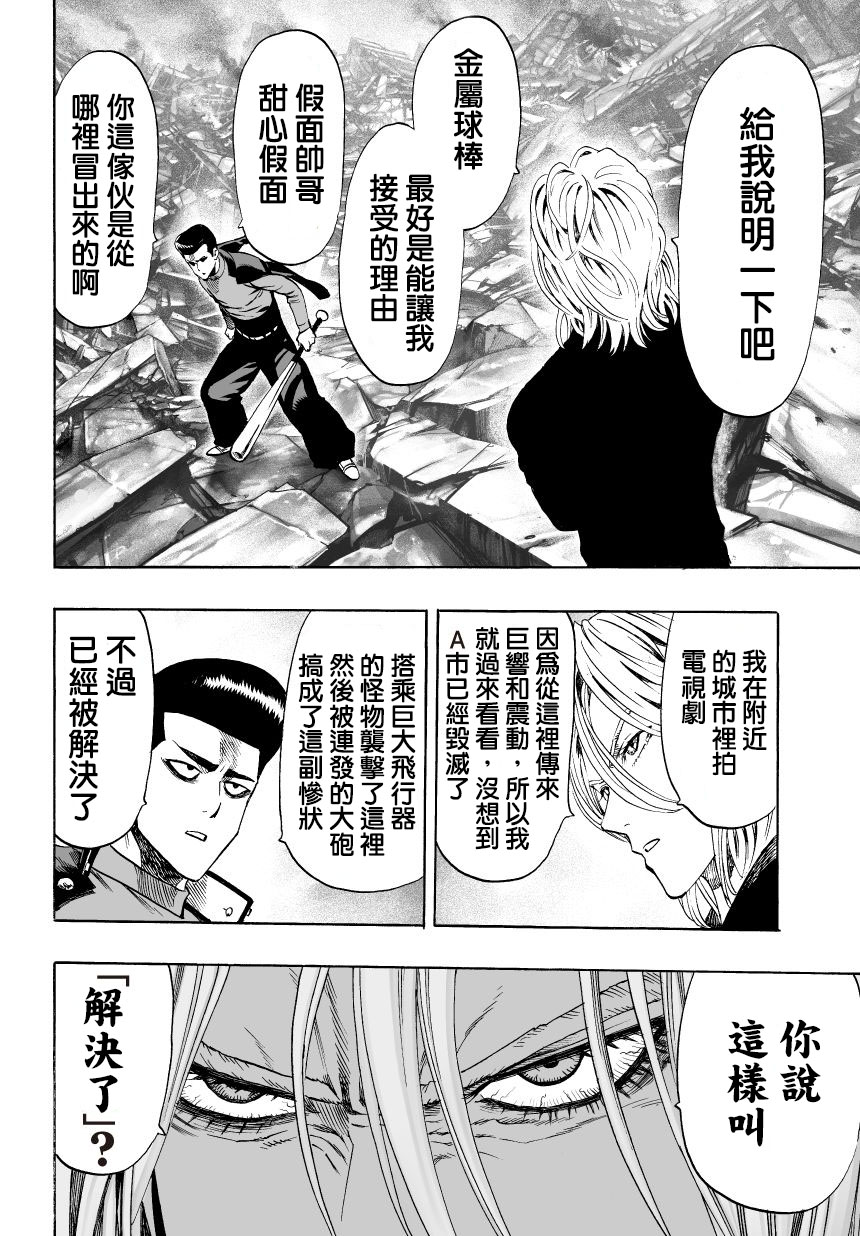 給我說明一下吧
金屬球棒
最好是能讓我
接受的理由
假面帥哥
甜心假面
你這傢伙是從
哪裡冒出來的啊
我在附近
的城市裡拍
電視劇
因為從這裡傳來
巨響和震動，所以我
就過來看看，沒想到
A市已經毀滅了
搭乘巨大飛行器
的怪物襲擊了這裡
然後被連發的大砲
搞成了這副慘狀
不過
已經被解決了
你說
這樣叫
「解決了」？